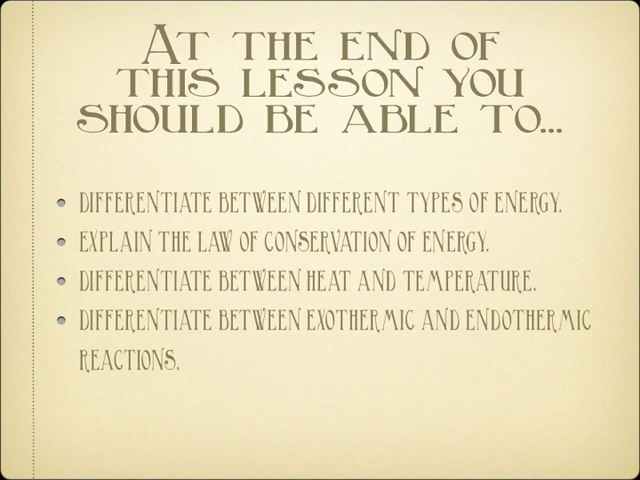 At the end of
this lesson you
should be able to...
• differentiate between different types of energy.
• explain the law of conservation of energy.
• differentiate between heat and temperature.
• differentiate between exothermic and endothermic
reactions.